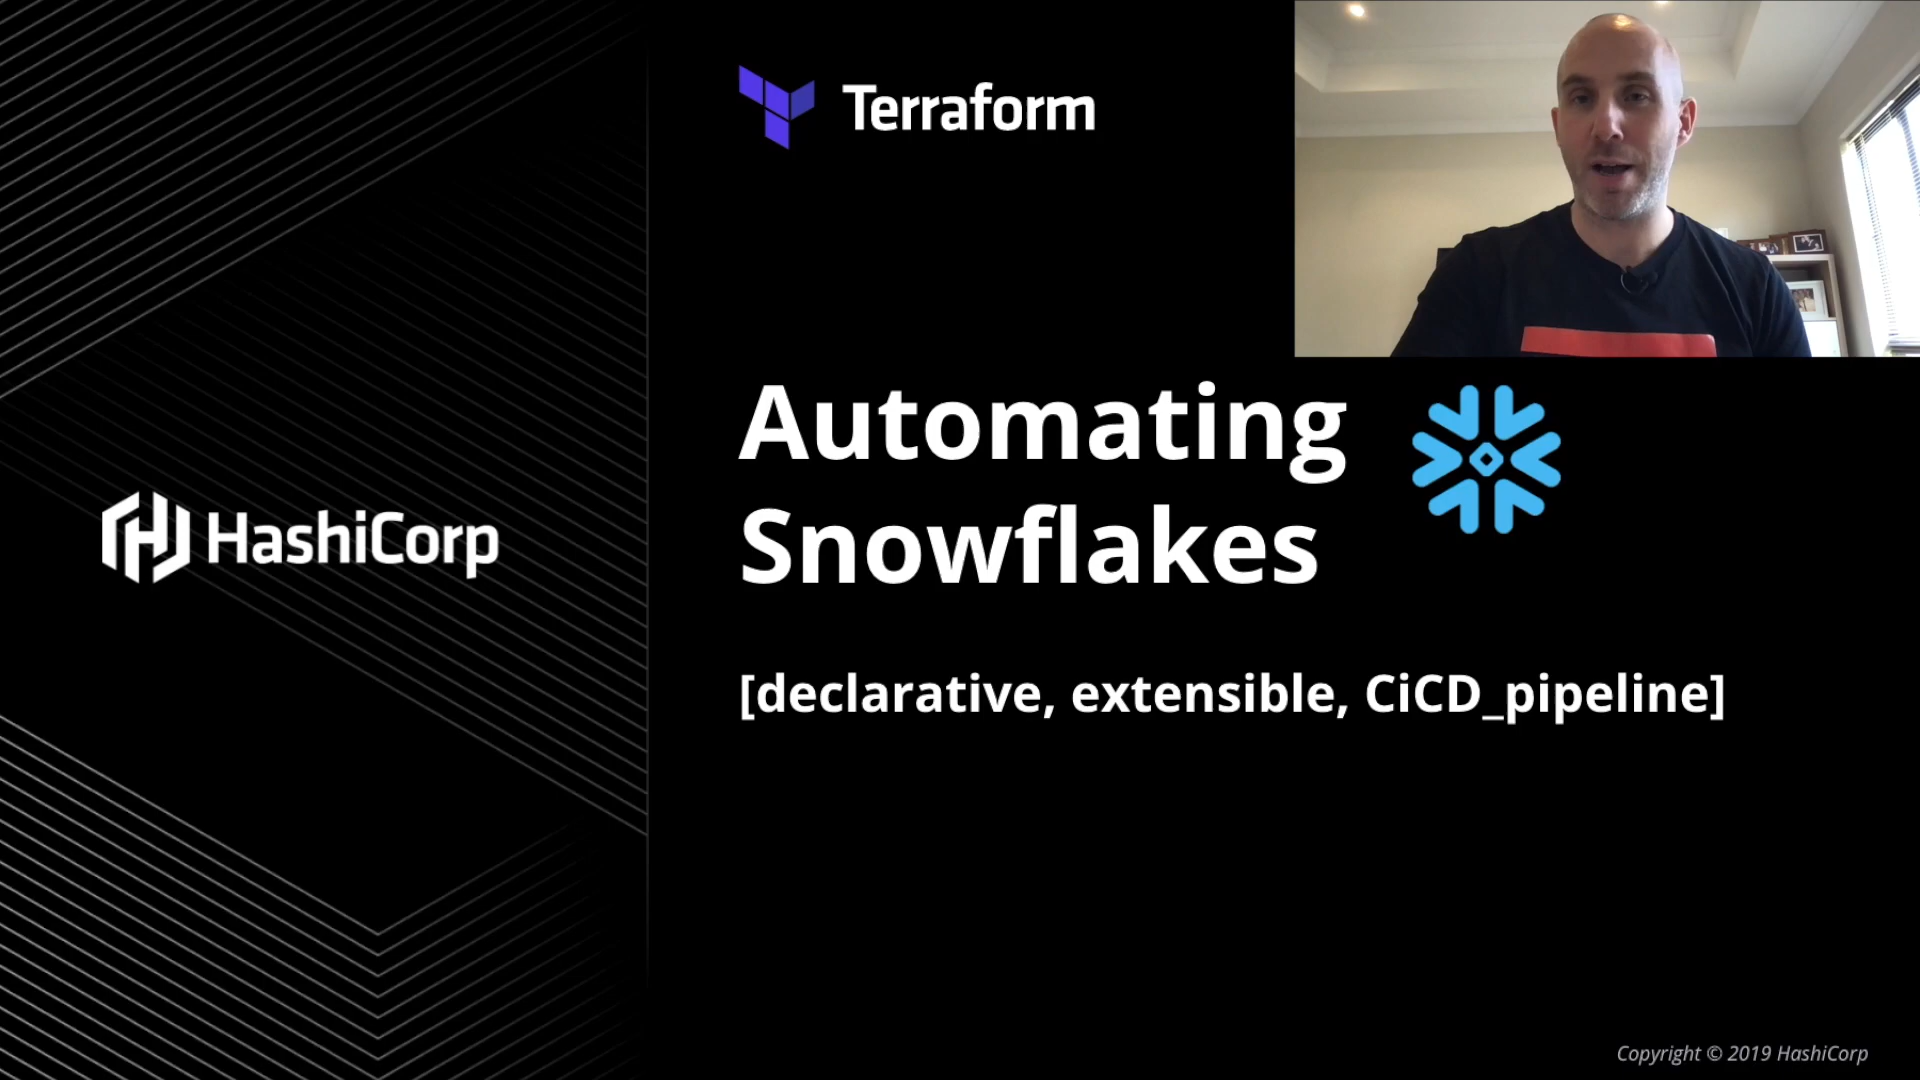 Terraform
HashiCorp
Automating
Snowflakes
[declarative, extensible, CiCD_pipeline]
Copyright © 2019 HashiCorp